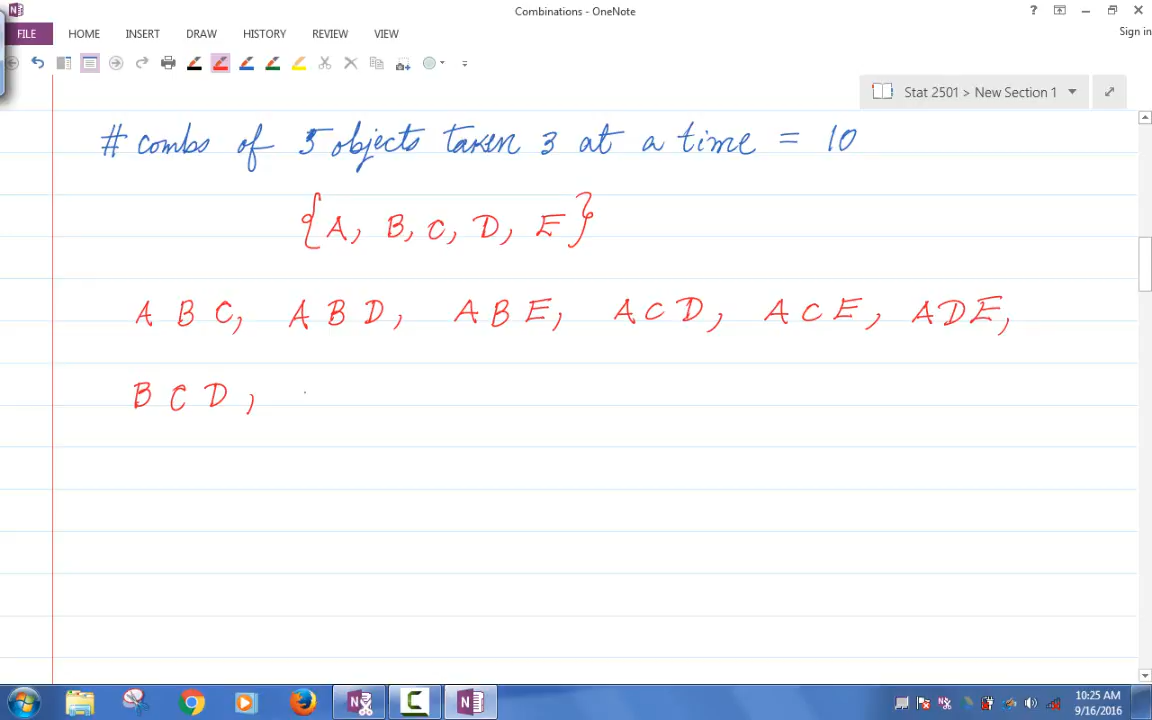 Combinations - OneNote
Sign in
FILE HOME INSERT DRAW HISTORY REVIEW VIEW
Stat 2501 > New Section 1
# combs of 5 objects taken 3 at a time = 10
{A, B, C, D, E}
A B C, A B D, A B E, A C D, A C E, A D E,
B C D,
10:25 AM
9/16/2016